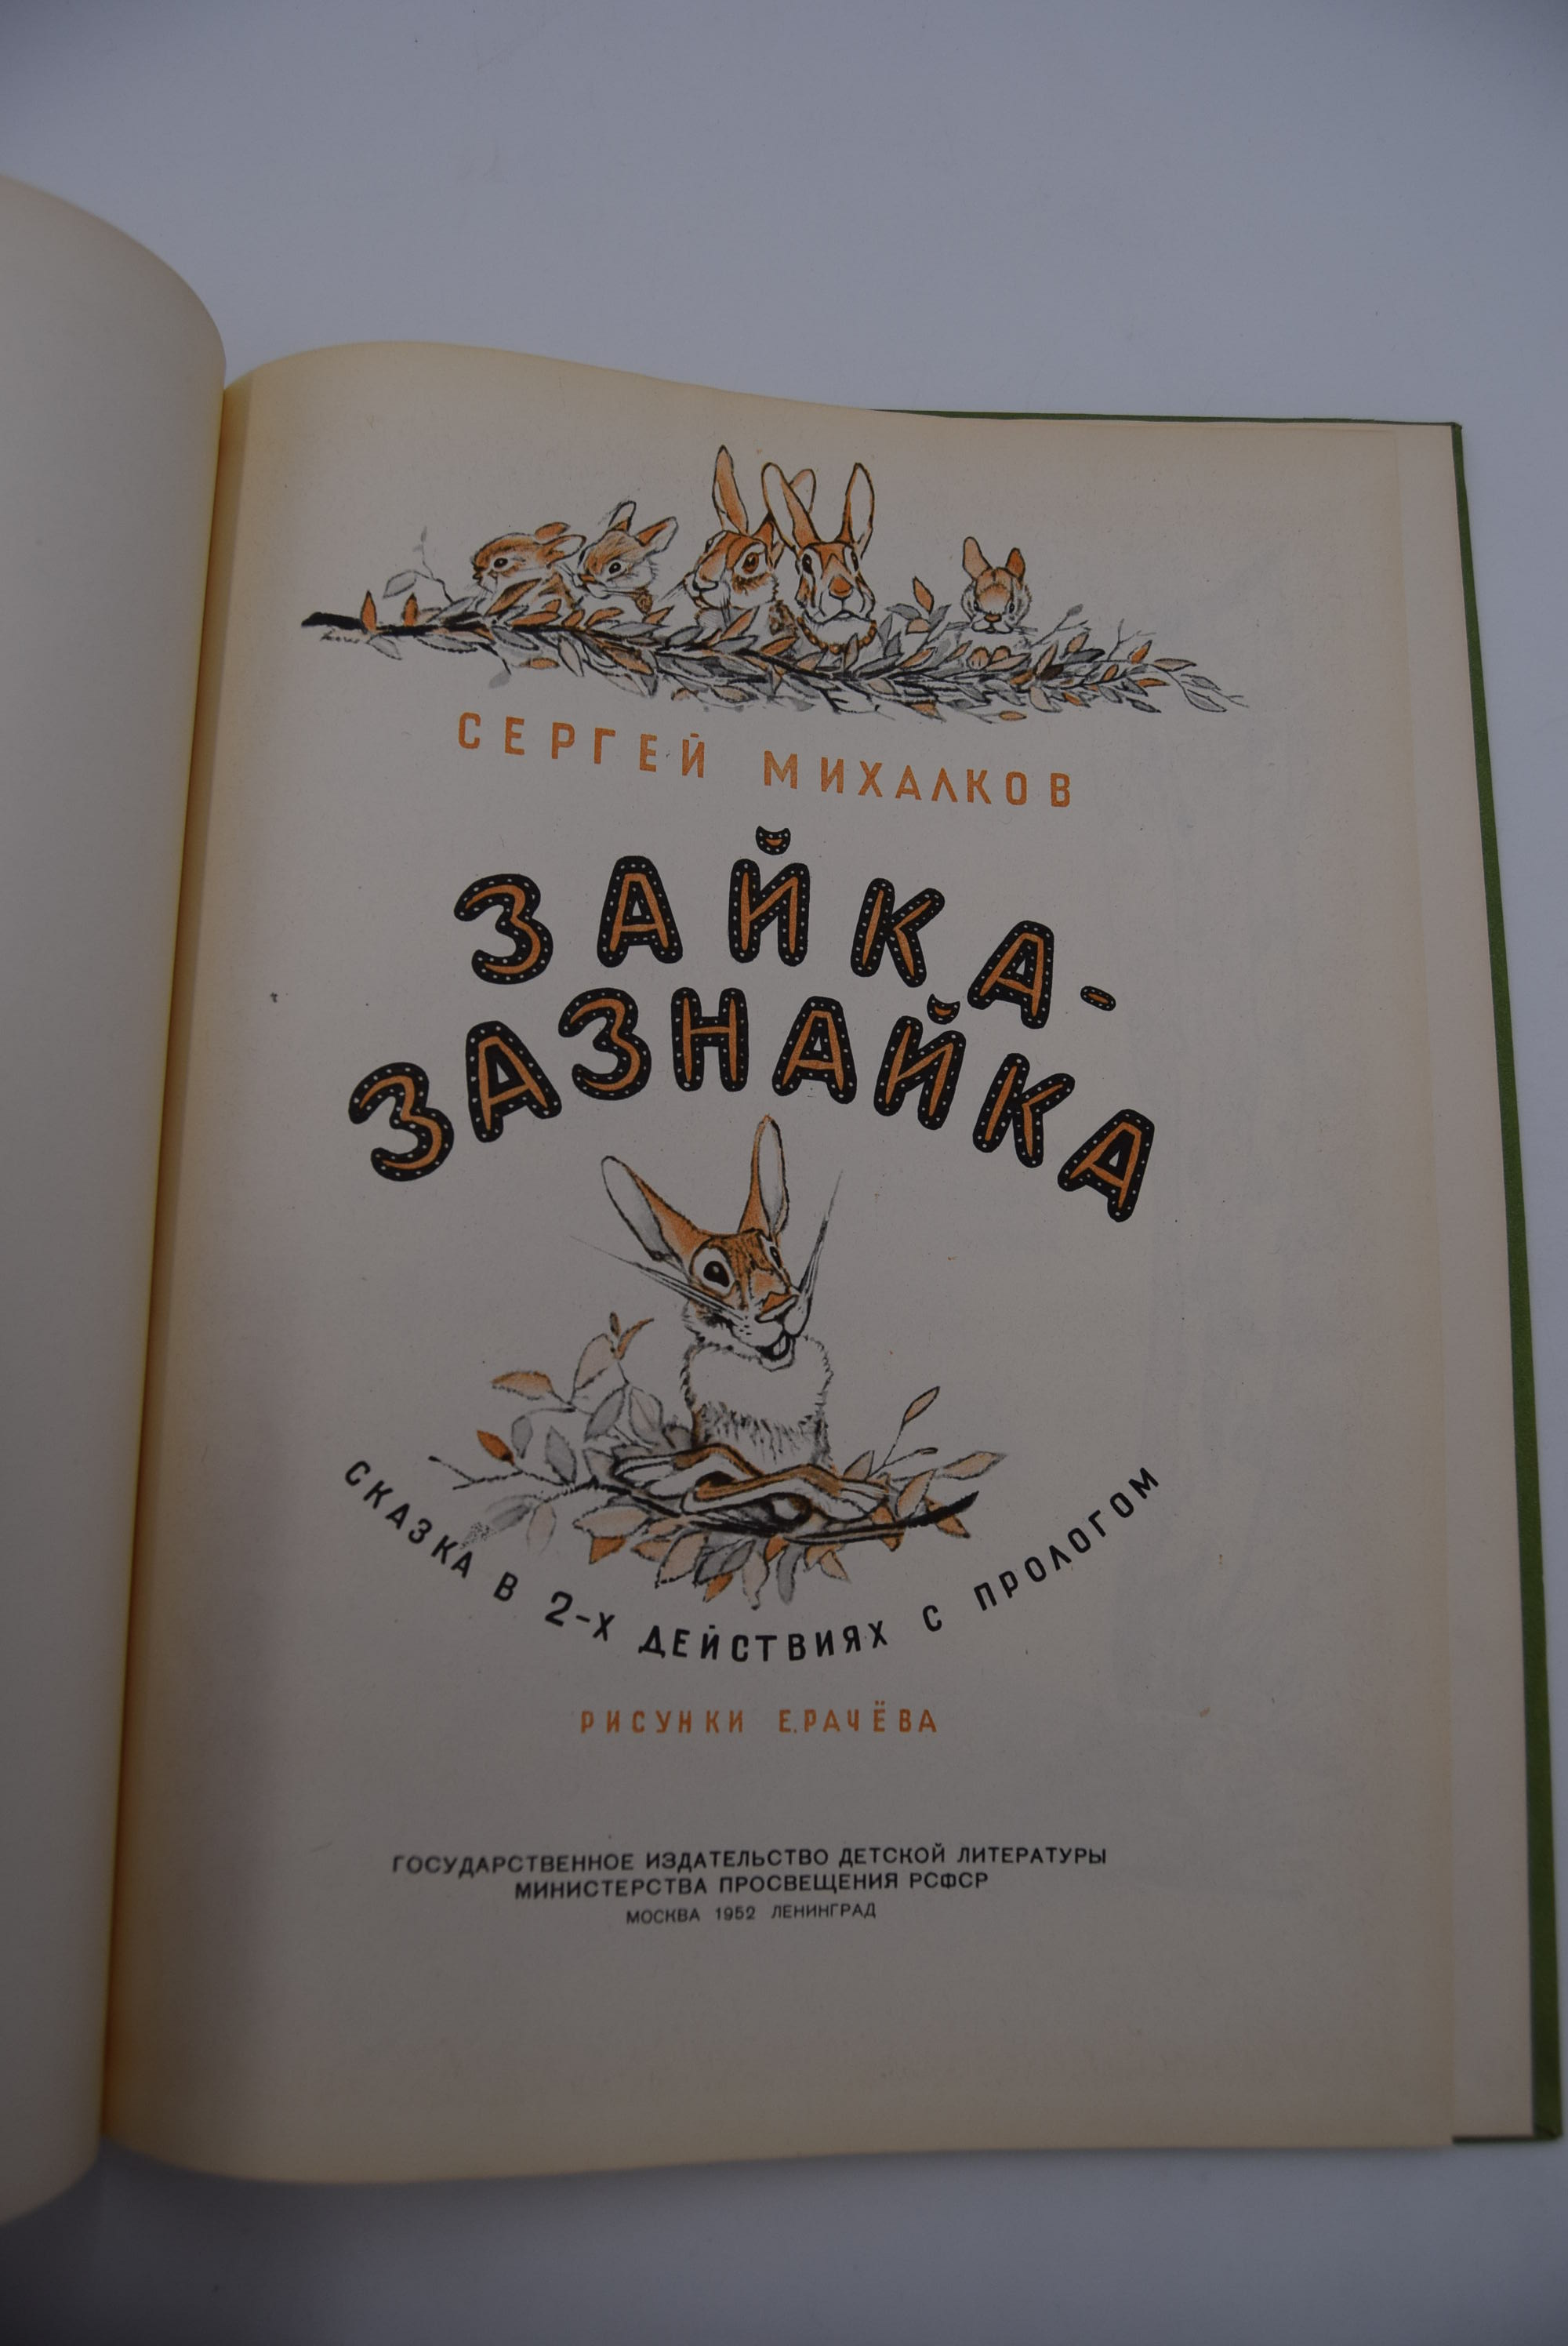 СЕРГЕЙ МИХАЛКОВ
ЗАЙКА-
ЗАЗНАЙКА
СКАЗКА В 2-Х ДЕЙСТВИЯХ С ПРОЛОГОМ
РИСУНКИ Е. РАЧЁВА
ГОСУДАРСТВЕННОЕ ИЗДАТЕЛЬСТВО ДЕТСКОЙ ЛИТЕРАТУРЫ
МИНИСТЕРСТВА ПРОСВЕЩЕНИЯ РСФСР
МОСКВА 1952 ЛЕНИНГРАД